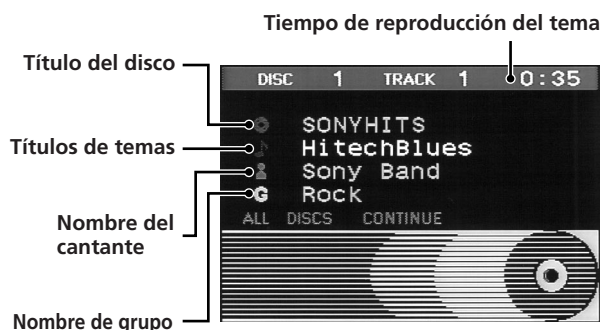 Tiempo de reproducción del tema
Título del disco
DISC 1 TRACK 1 0:35
SONYHITS
Títulos de temas
HitechBlues
Sony Band
G Rock
ALL DISCS CONTINUE
Nombre del
cantante
Nombre de grupo